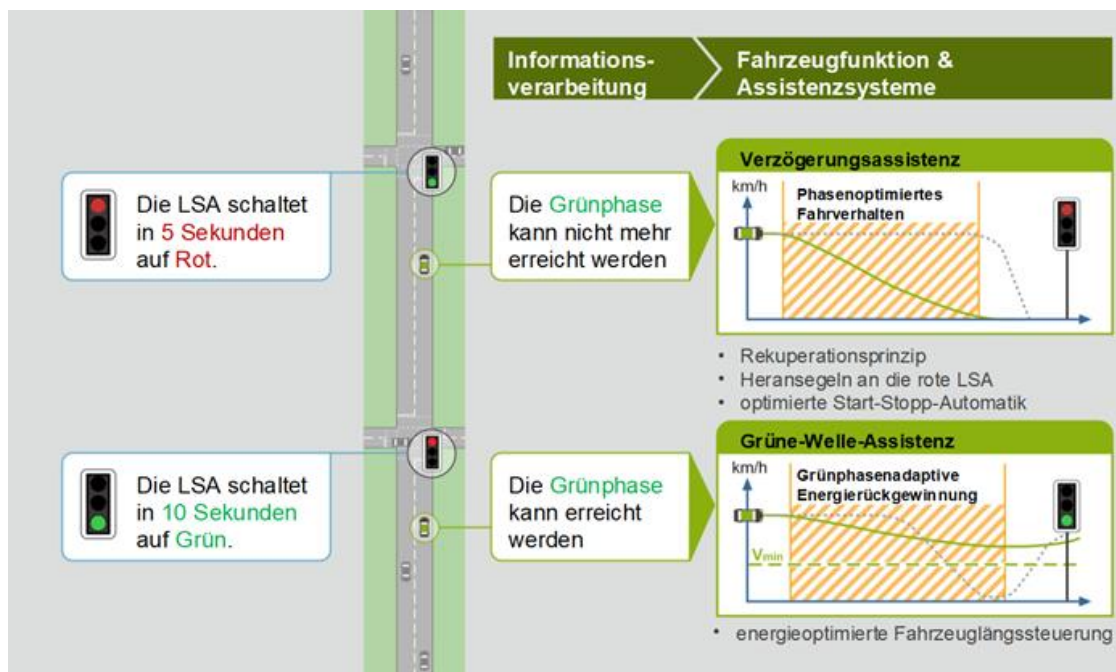 Informations-
verarbeitung
Fahrzeugfunktion &
Assistenzsysteme
Die LSA schaltet
in 5 Sekunden
auf Rot.
Die Grünphase
kann nicht mehr
erreicht werden
Verzögerungsassistenz
km/h
Phasenoptimiertes
Fahrverhalten
• Rekuperationsprinzip
• Heransegeln an die rote LSA
• optimierte Start-Stopp-Automatik
Die LSA schaltet
in 10 Sekunden
auf Grün.
Die Grünphase
kann erreicht
werden
Grüne-Welle-Assistenz
km/h
Grünphasenadaptive
Energierückgewinnung
Vmin
• energieoptimierte Fahrzeuglängssteuerung